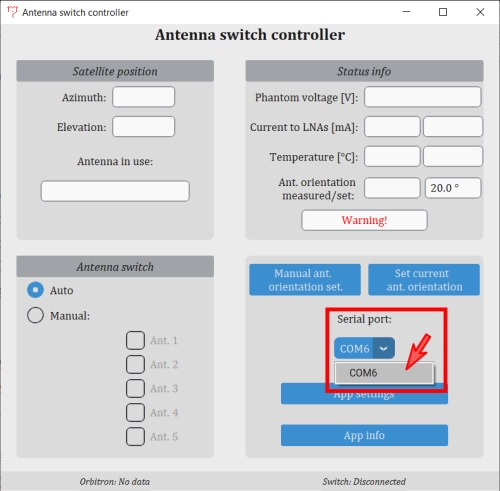 Antenna switch controller
Antenna switch controller
Satellite position
Azimuth:
Elevation:
Antenna in use:
Status info
Phantom voltage [V]:
Current to LNAs [mA]:
Temperature [°C]:
Ant. orientation
measured/set:
20.0 °
Warning!
Antenna switch
Auto
Manual:
Ant. 1
Ant. 2
Ant. 3
Ant. 4
Ant. 5
Manual ant.
orientation set.
Set current
ant. orientation
Serial port:
COM6
COM6
App settings
App info
Orbitron: No data
Switch: Disconnected